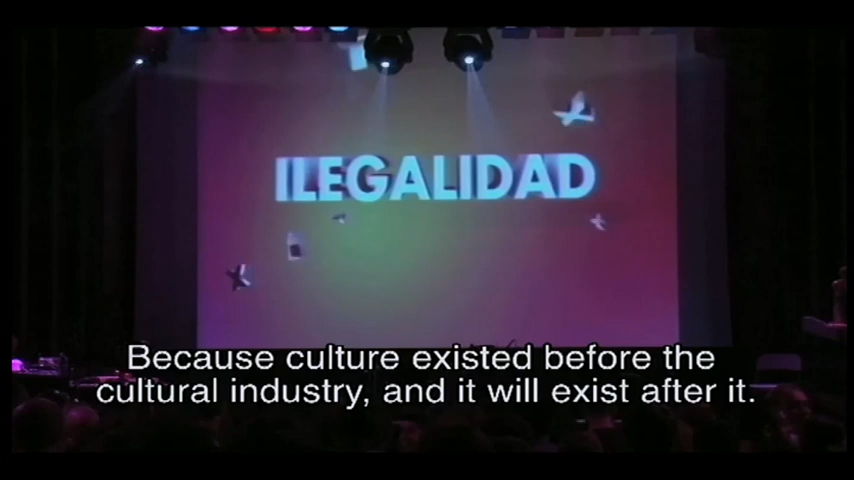 ILEGALIDAD
Because culture existed before the
cultural industry, and it will exist after it.